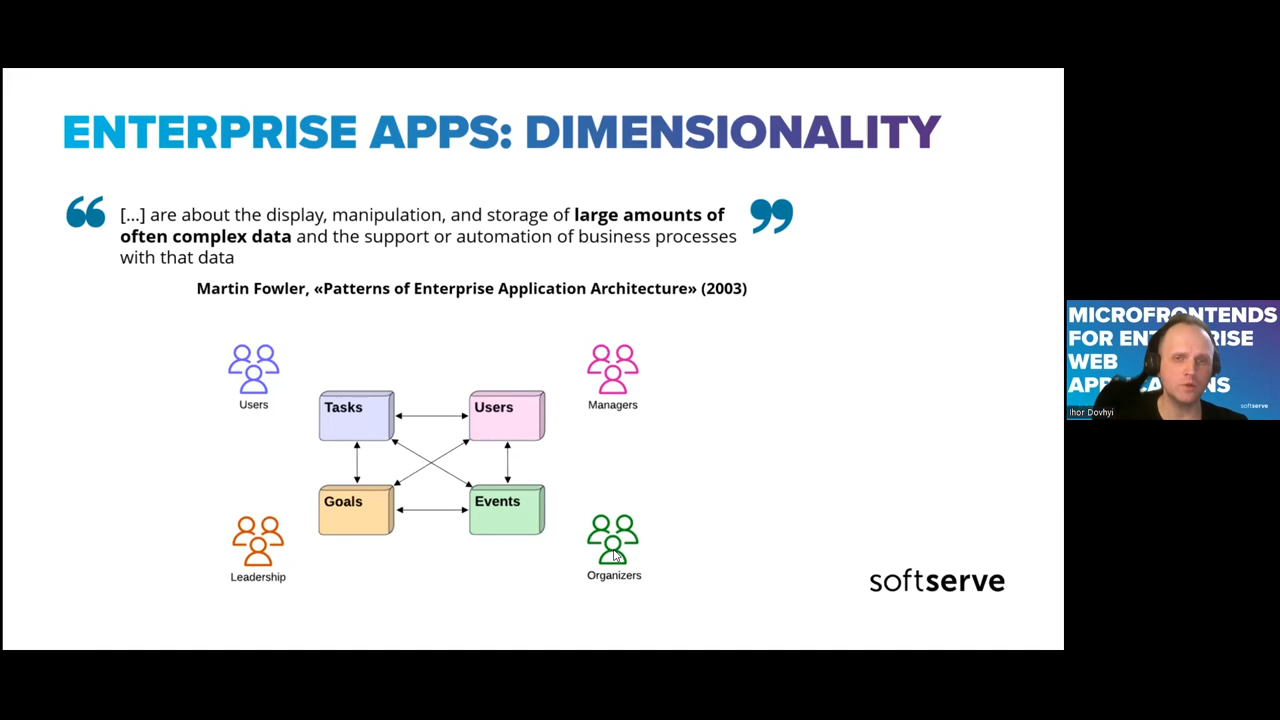 ENTERPRISE APPS: DIMENSIONALITY
“ [...] are about the display, manipulation, and storage of large amounts of ”
often complex data and the support or automation of business processes
with that data
Martin Fowler, «Patterns of Enterprise Application Architecture» (2003)
Users
Managers
Tasks
Users
Goals
Events
Leadership
Organizers
softserve
MICROFRONTENDS
FOR ENTERPRISE
WEB
APPLICATIONS
softserve
Ihor Dovhyi